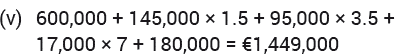 (v) 600,000 + 145,000 × 1.5 + 95,000 × 3.5 +
17,000 × 7 + 180,000 = €1,449,000